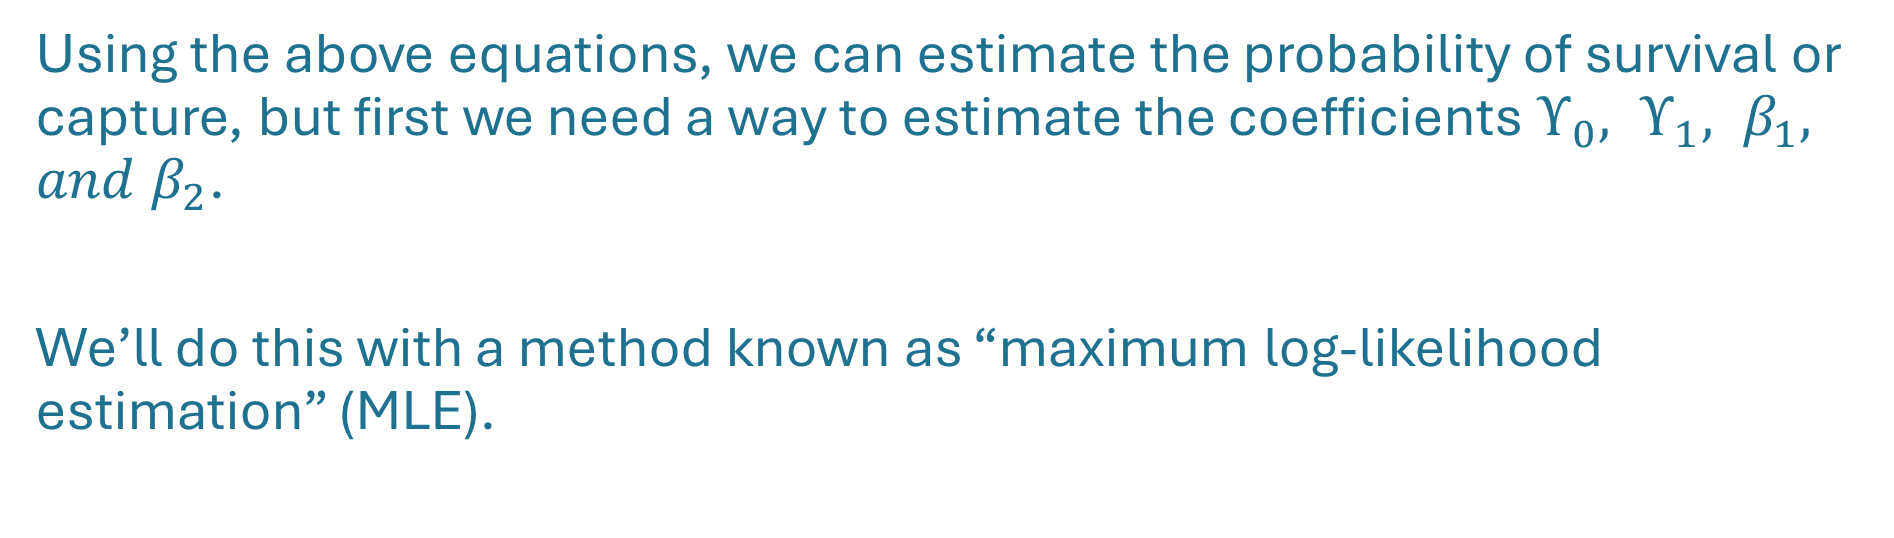 Using the above equations, we can estimate the probability of survival or
capture, but first we need a way to estimate the coefficients ϒ₀, ϒ₁, β₁,
and β₂.
We’ll do this with a method known as “maximum log-likelihood
estimation” (MLE).